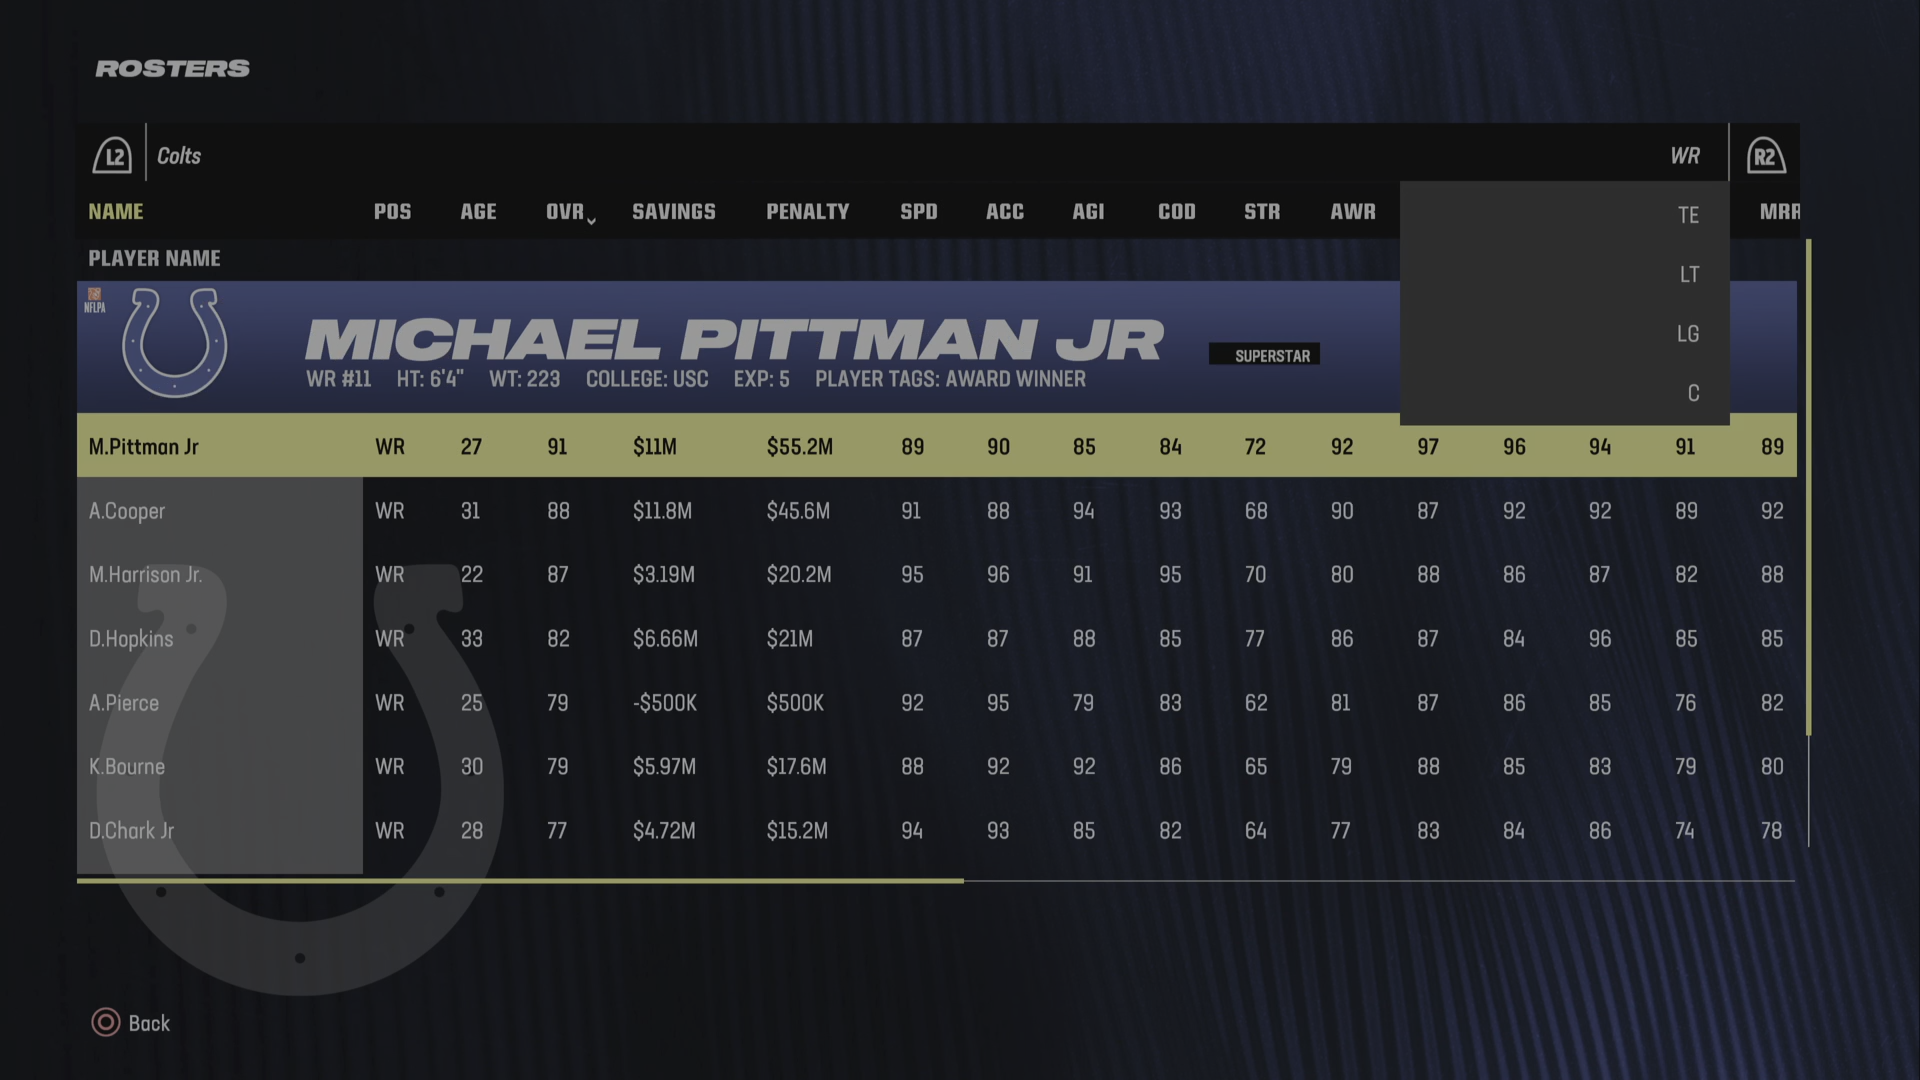 ROSTERS
L2 Colts WR R2
NAME POS AGE OVR SAVINGS PENALTY SPD ACC AGI COD STR AWR TE MRR
PLAYER NAME
LT
NFLPA
MICHAEL PITTMAN JR SUPERSTAR LG
WR #11 HT: 6'4" WT: 223 COLLEGE: USC EXP: 5 PLAYER TAGS: AWARD WINNER C
M.Pittman Jr WR 27 91 $11M $55.2M 89 90 85 84 72 92 97 96 94 91 89
A.Cooper WR 31 88 $11.8M $45.6M 91 88 94 93 68 90 87 92 92 89 92
M.Harrison Jr. WR 22 87 $3.19M $20.2M 95 96 91 95 70 80 88 86 87 82 88
D.Hopkins WR 33 82 $6.66M $21M 87 87 88 85 77 86 87 84 96 85 85
A.Pierce WR 25 79 -$500K $500K 92 95 79 83 62 81 87 86 85 76 82
K.Bourne WR 30 79 $5.97M $17.6M 88 92 92 86 65 79 88 85 83 79 80
D.Chark Jr WR 28 77 $4.72M $15.2M 94 93 85 82 64 77 83 84 86 74 78
Back